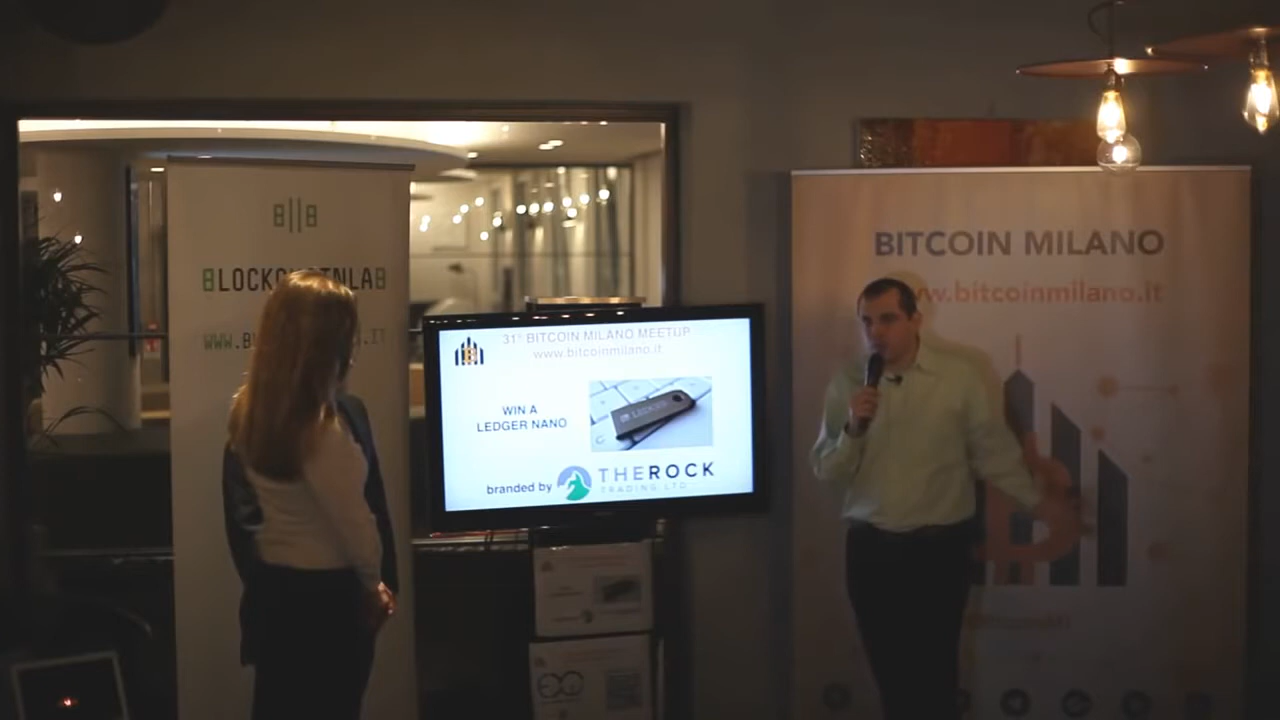 B||B
BLOCKCHAINLAB
BITCOIN MILANO
www.bitcoinmilano.it
31° BITCOIN MILANO MEETUP
www.bitcoinmilano.it
WIN A
LEDGER NANO
LEDGER
branded by
THEROCK
TRADING LTD